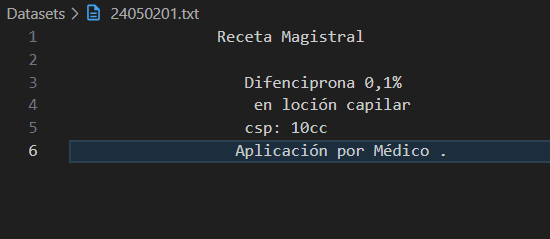 Datasets > 24050201.txt
1 Receta Magistral
2
3 Difenciprona 0,1%
4 en loción capilar
5 csp: 10cc
6 Aplicación por Médico .